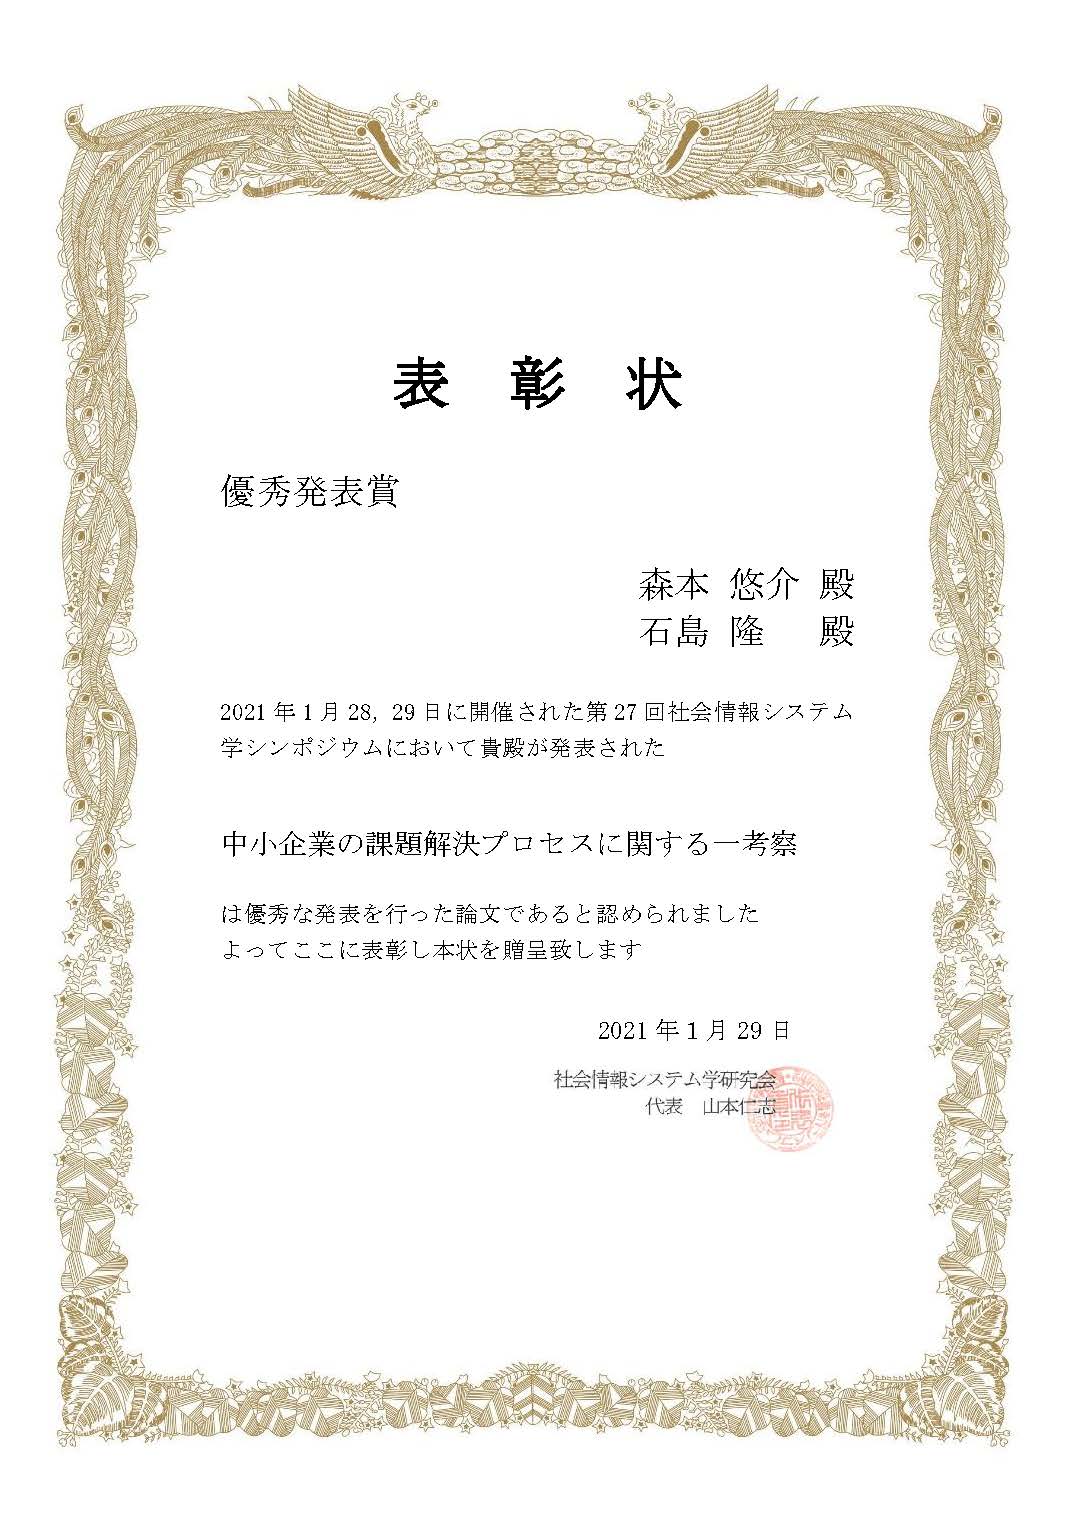 表 彰 状
優秀発表賞
森本 悠介 殿
石島 隆 殿
2021 年 1 月 28, 29 日に開催された第 27 回社会情報システム
学シンポジウムにおいて貴殿が発表された
中小企業の課題解決プロセスに関する一考察
は優秀な発表を行った論文であると認められました
よってここに表彰し本状を贈呈致します
2021 年 1 月 29 日
社会情報システム学研究会
代表 山本仁志